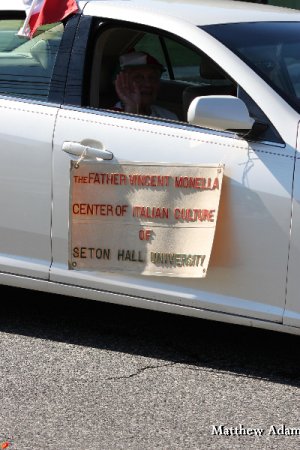 THE FATHER VINCENT MONELLA
CENTER OF ITALIAN CULTURE
OF
SETON HALL UNIVERSITY
Matthew Adam